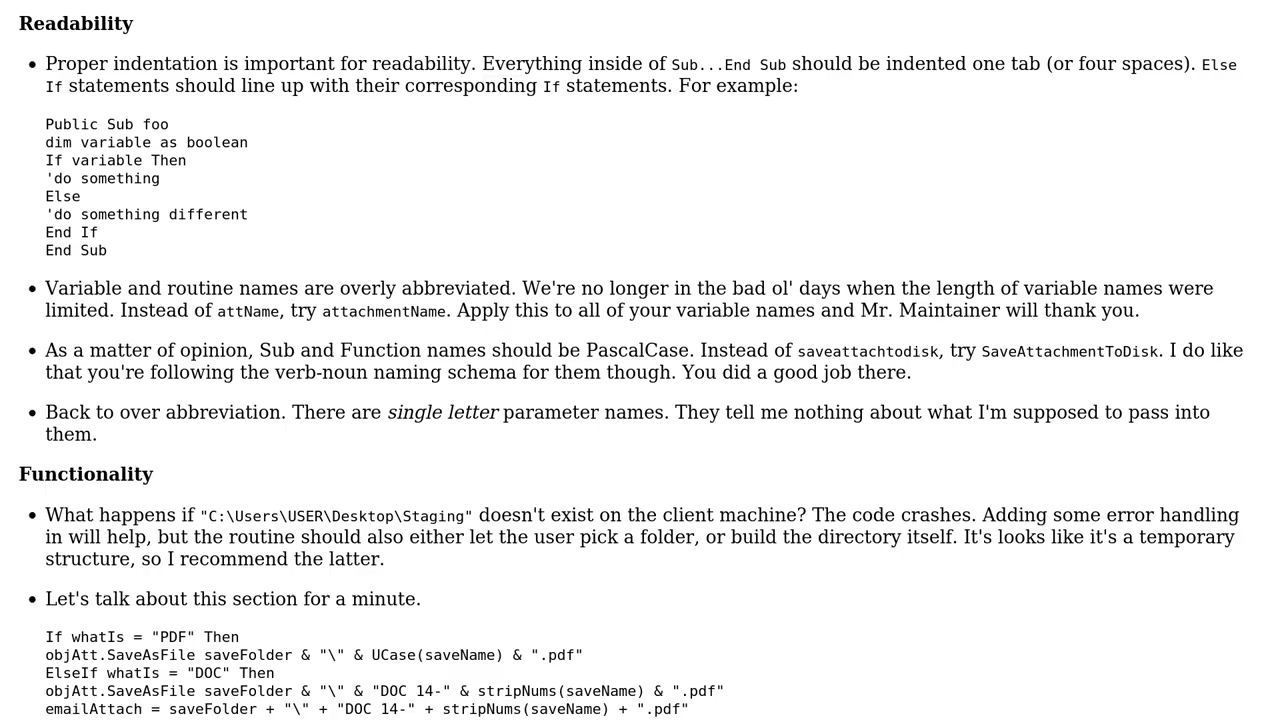 Readability
• Proper indentation is important for readability. Everything inside of Sub...End Sub should be indented one tab (or four spaces). Else
If statements should line up with their corresponding If statements. For example:
Public Sub foo
dim variable as boolean
If variable Then
'do something
Else
'do something different
End If
End Sub
• Variable and routine names are overly abbreviated. We're no longer in the bad ol' days when the length of variable names were
limited. Instead of attName, try attachmentName. Apply this to all of your variable names and Mr. Maintainer will thank you.
• As a matter of opinion, Sub and Function names should be PascalCase. Instead of saveattachtodisk, try SaveAttachmentToDisk. I do like
that you're following the verb-noun naming schema for them though. You did a good job there.
• Back to over abbreviation. There are single letter parameter names. They tell me nothing about what I'm supposed to pass into
them.
Functionality
• What happens if "C:\Users\USER\Desktop\Staging" doesn't exist on the client machine? The code crashes. Adding some error handling
in will help, but the routine should also either let the user pick a folder, or build the directory itself. It's looks like it's a temporary
structure, so I recommend the latter.
• Let's talk about this section for a minute.
If whatIs = "PDF" Then
objAtt.SaveAsFile saveFolder & "\" & UCase(saveName) & ".pdf"
ElseIf whatIs = "DOC" Then
objAtt.SaveAsFile saveFolder & "\" & "DOC 14-" & stripNums(saveName) & ".pdf"
emailAttach = saveFolder + "\" + "DOC 14-" + stripNums(saveName) + ".pdf"